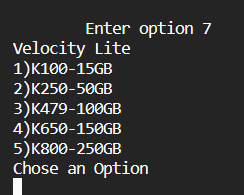 Enter option 7
Velocity Lite
1)K100-15GB
2)K250-50GB
3)K479-100GB
4)K650-150GB
5)K800-250GB
Chose an Option